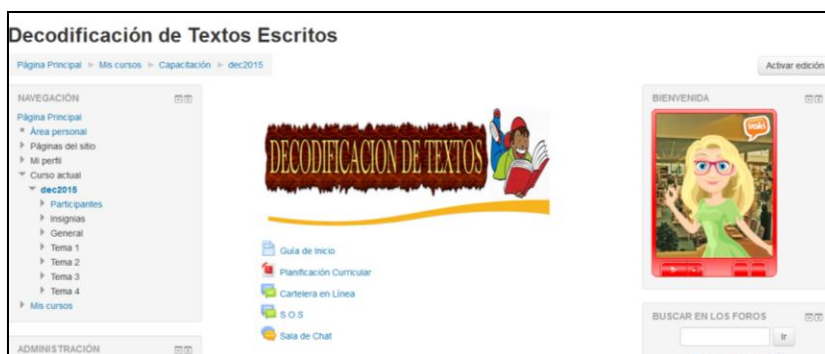 Decodificación de Textos Escritos
Página Principal ▶ Mis cursos ▶ Capacitación ▶ dec2015
Activar edición
NAVEGACIÓN
Página Principal
Área personal
Páginas del sitio
Mi perfil
Curso actual
dec2015
Participantes
Insignias
General
Tema 1
Tema 2
Tema 3
Tema 4
Mis cursos
ADMINISTRACIÓN
DECODIFICACION DE TEXTOS
Guía de Inicio
Planificación Curricular
Cartelera en Línea
S.O.S
Sala de Chat
BIENVENIDA
voki
BUSCAR EN LOS FOROS
Ir